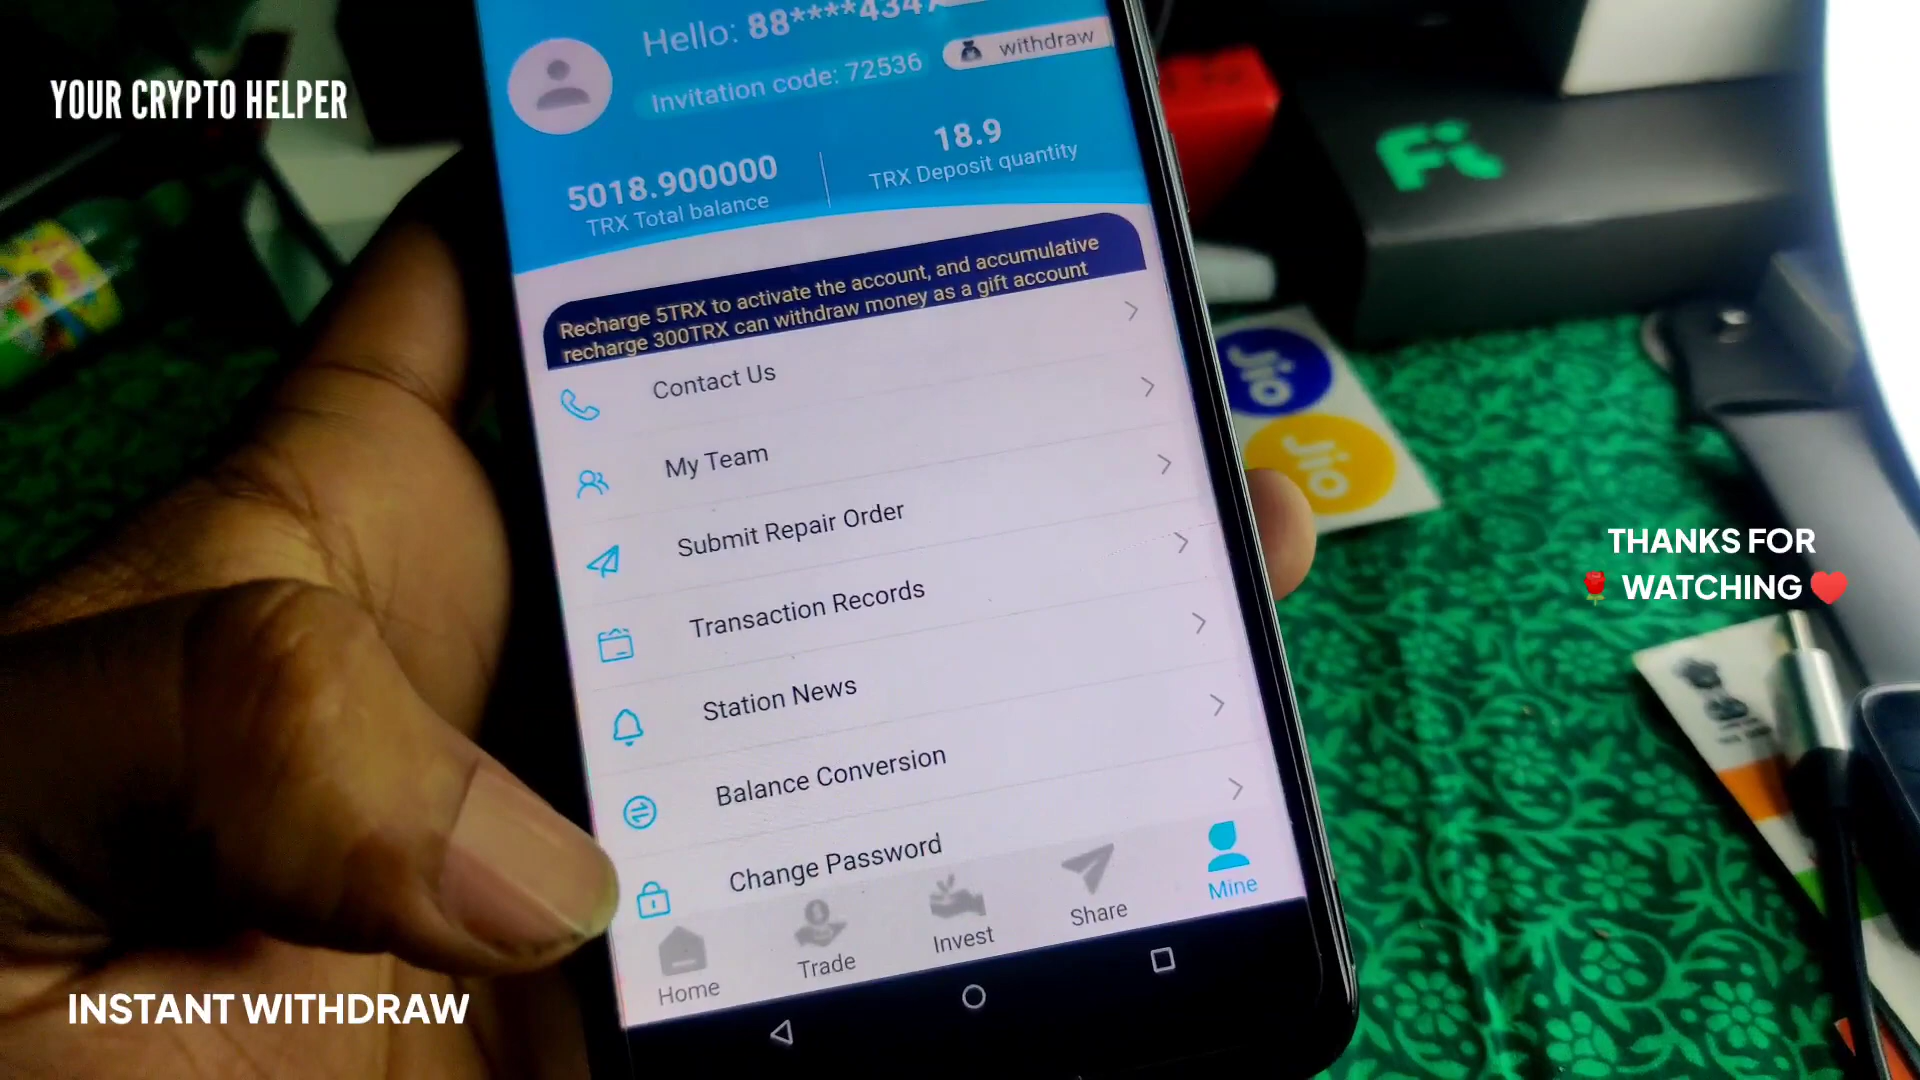 YOUR CRYPTO HELPER
Hello: 88****4347
Invitation code: 72536
withdraw
5018.900000
TRX Total balance
18.9
TRX Deposit quantity
Recharge 5TRX to activate the account, and accumulative
recharge 300TRX can withdraw money as a gift account
Contact Us
My Team
Submit Repair Order
Transaction Records
Station News
Balance Conversion
Change Password
Home
Trade
Invest
Share
Mine
Fi
Jio
Jio
THANKS FOR
🌹 WATCHING ♥️
INSTANT WITHDRAW